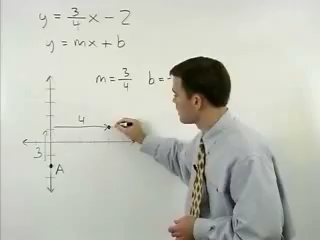 y = 3/4 x - 2
y = mx + b
m = 3/4 b = -
4
3
A